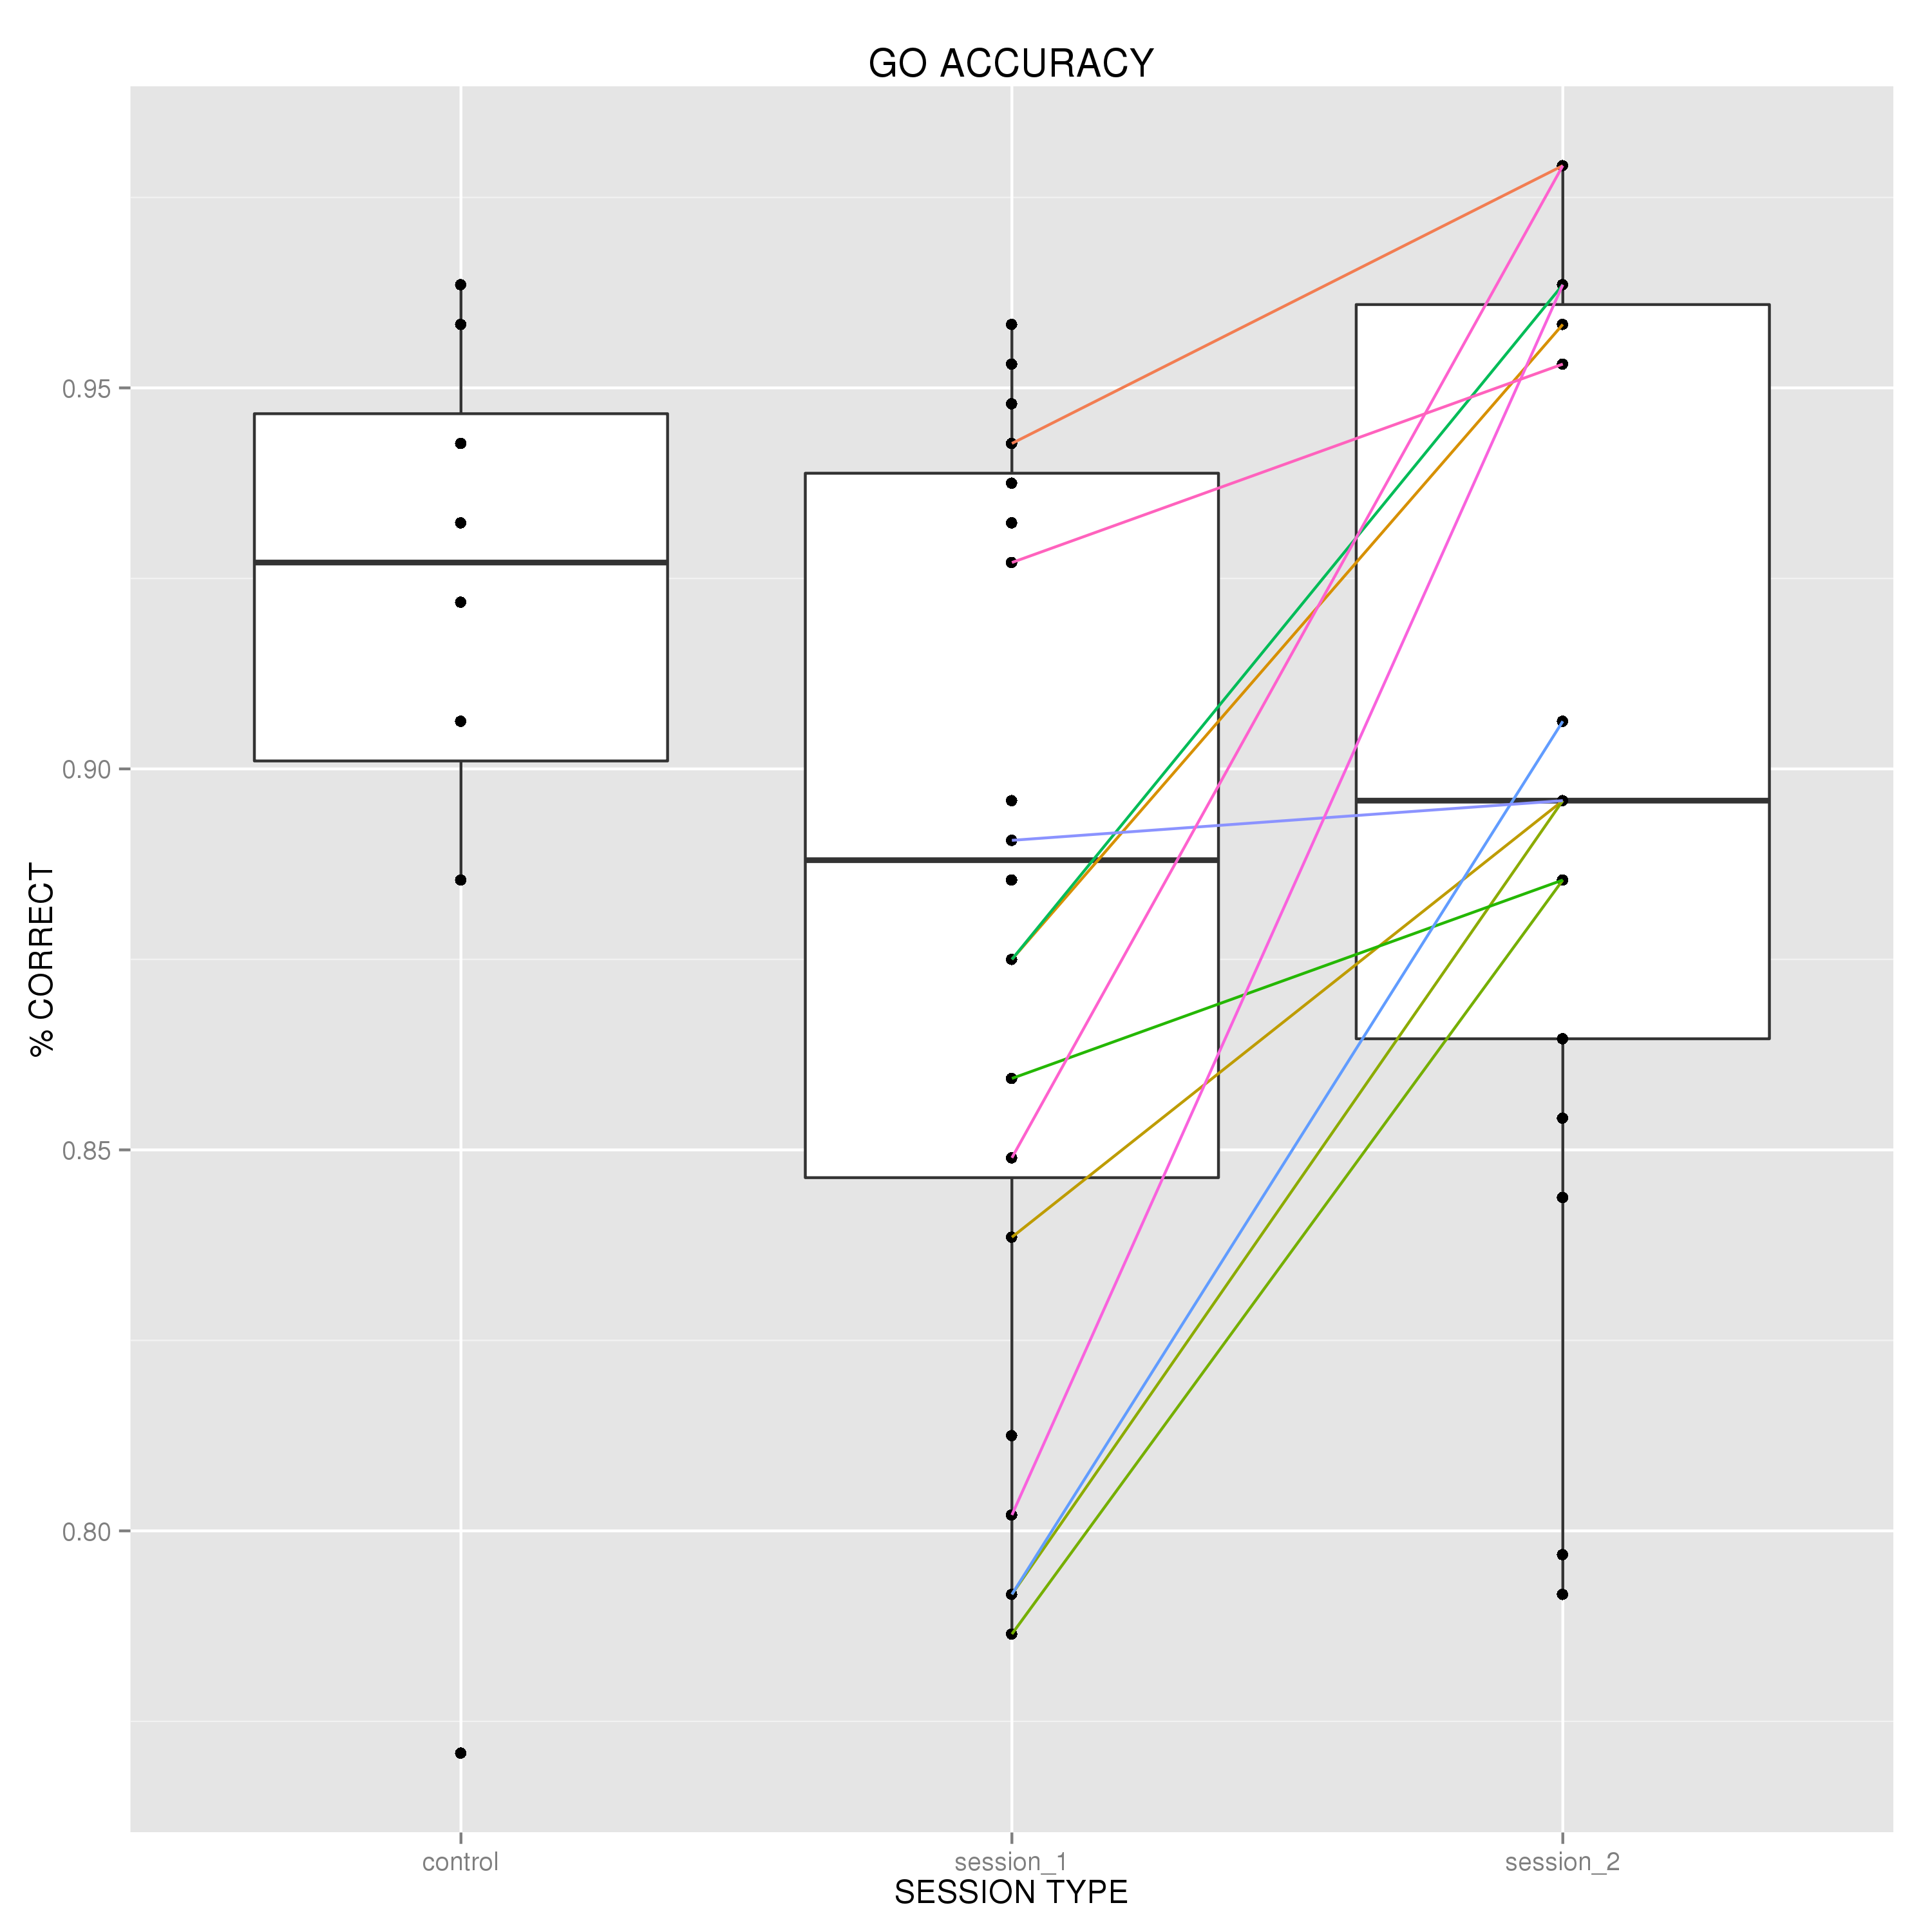 GO ACCURACY
% CORRECT
0.95
0.90
0.85
0.80
control session_1 session_2
SESSION TYPE